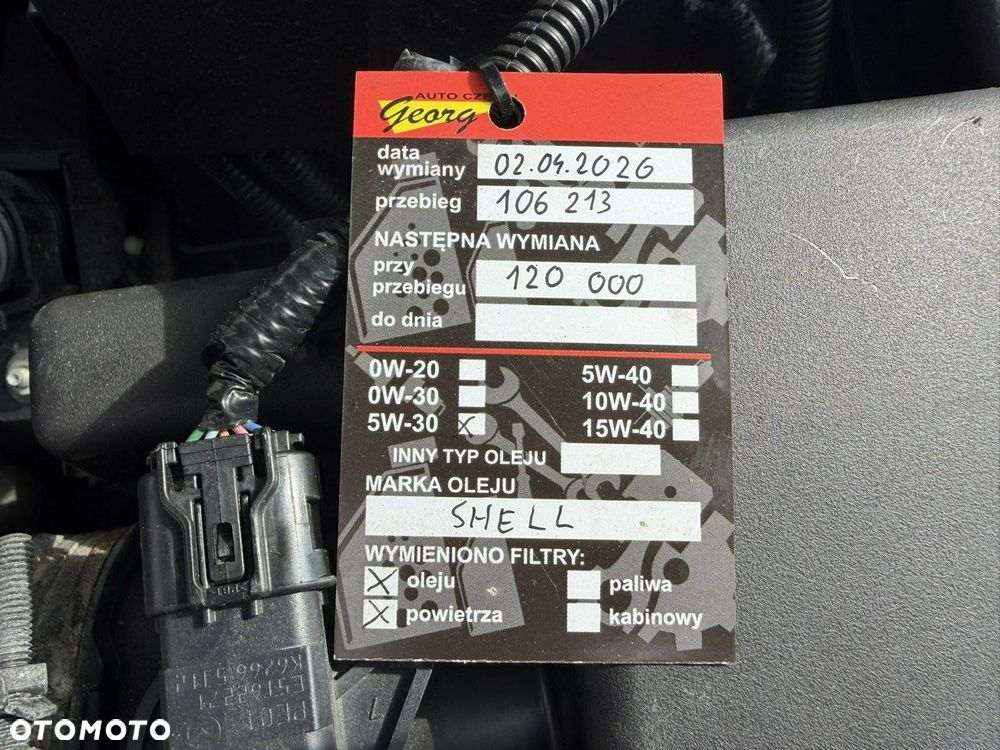 AUTO CZĘŚCI
Georg
data wymiany 02.04.2026
przebieg 106 213
NASTĘPNA WYMIANA
przy przebiegu 120 000
do dnia
0W-20 5W-40
0W-30 10W-40
5W-30 X 15W-40
INNY TYP OLEJU
MARKA OLEJU
SHELL
WYMIENIONO FILTRY:
X oleju paliwa
X powietrza kabinowy
7
OTOMOTO